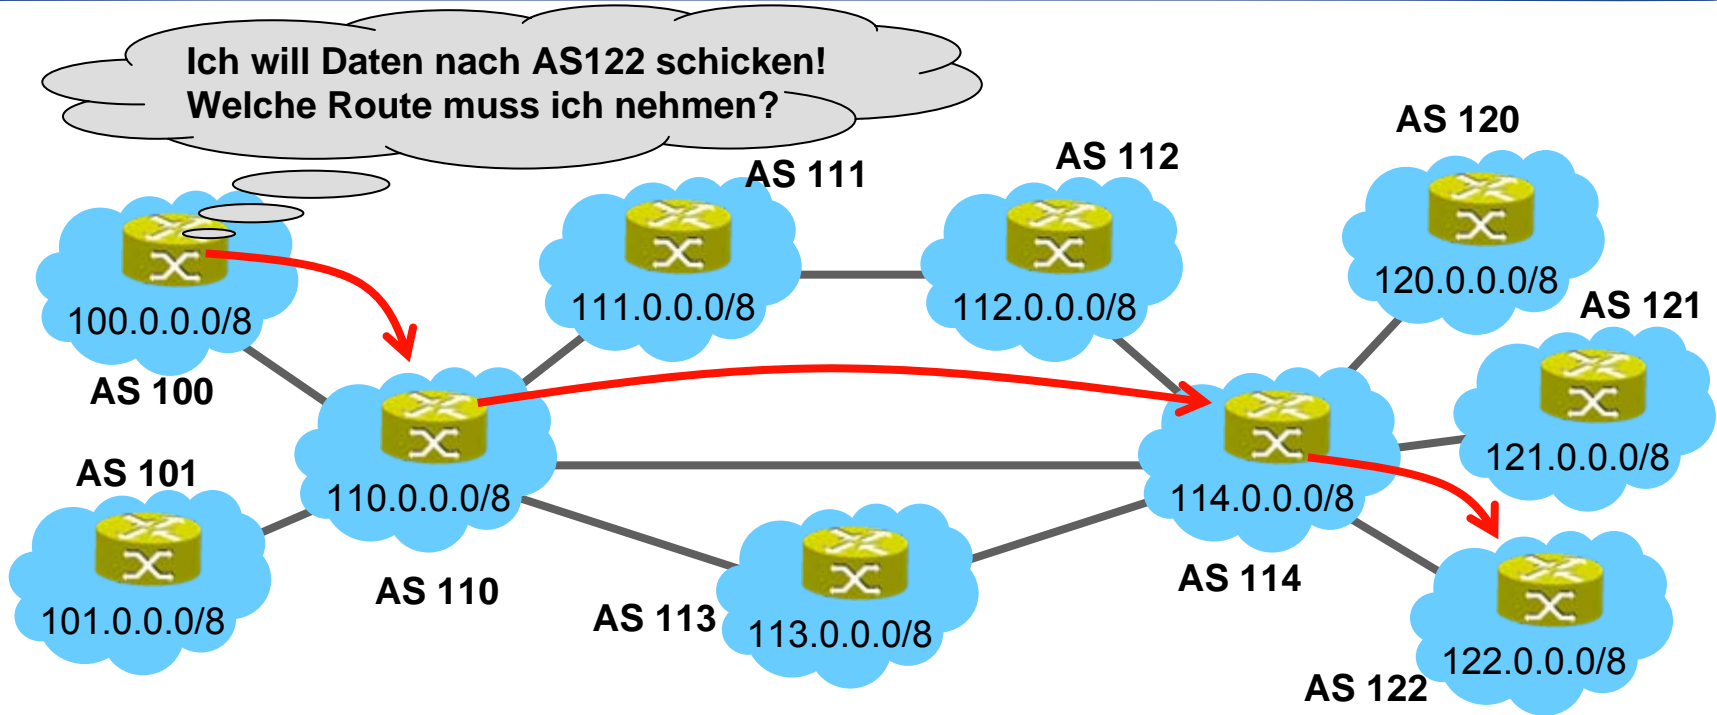 Ich will Daten nach AS122 schicken!
Welche Route muss ich nehmen?
AS 120
AS 112
AS 111
120.0.0.0/8
AS 121
111.0.0.0/8
112.0.0.0/8
100.0.0.0/8
AS 100
121.0.0.0/8
AS 101
110.0.0.0/8
114.0.0.0/8
AS 114
AS 110
AS 113
101.0.0.0/8
113.0.0.0/8
122.0.0.0/8
AS 122